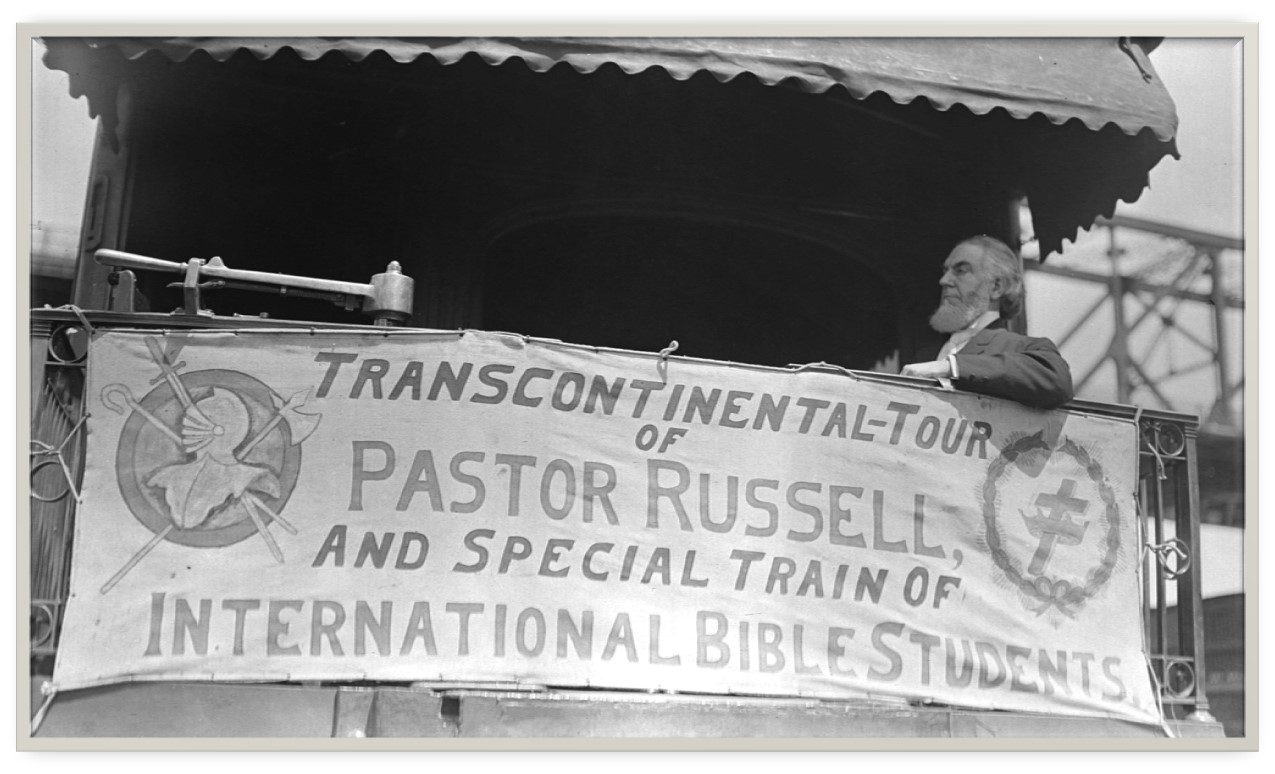 TRANSCONTINENTAL-TOUR
OF
PASTOR RUSSELL,
AND SPECIAL TRAIN OF
INTERNATIONAL BIBLE STUDENTS.